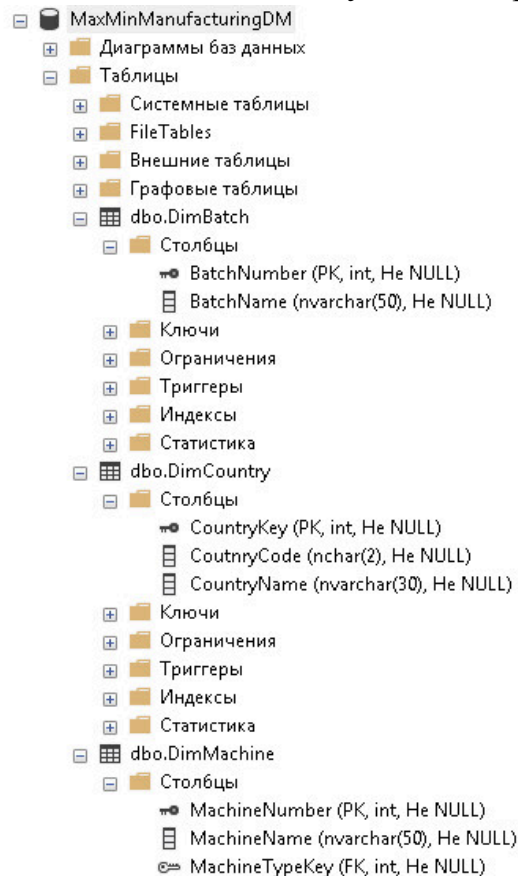 MaxMinManufacturingDM
Диаграммы баз данных
Таблицы
Системные таблицы
FileTables
Внешние таблицы
Графовые таблицы
dbo.DimBatch
Столбцы
BatchNumber (PK, int, Не NULL)
BatchName (nvarchar(50), Не NULL)
Ключи
Ограничения
Триггеры
Индексы
Статистика
dbo.DimCountry
Столбцы
CountryKey (PK, int, Не NULL)
CoutnryCode (nchar(2), Не NULL)
CountryName (nvarchar(30), Не NULL)
Ключи
Ограничения
Триггеры
Индексы
Статистика
dbo.DimMachine
Столбцы
MachineNumber (PK, int, Не NULL)
MachineName (nvarchar(50), Не NULL)
MachineTypeKey (FK, int, Не NULL)